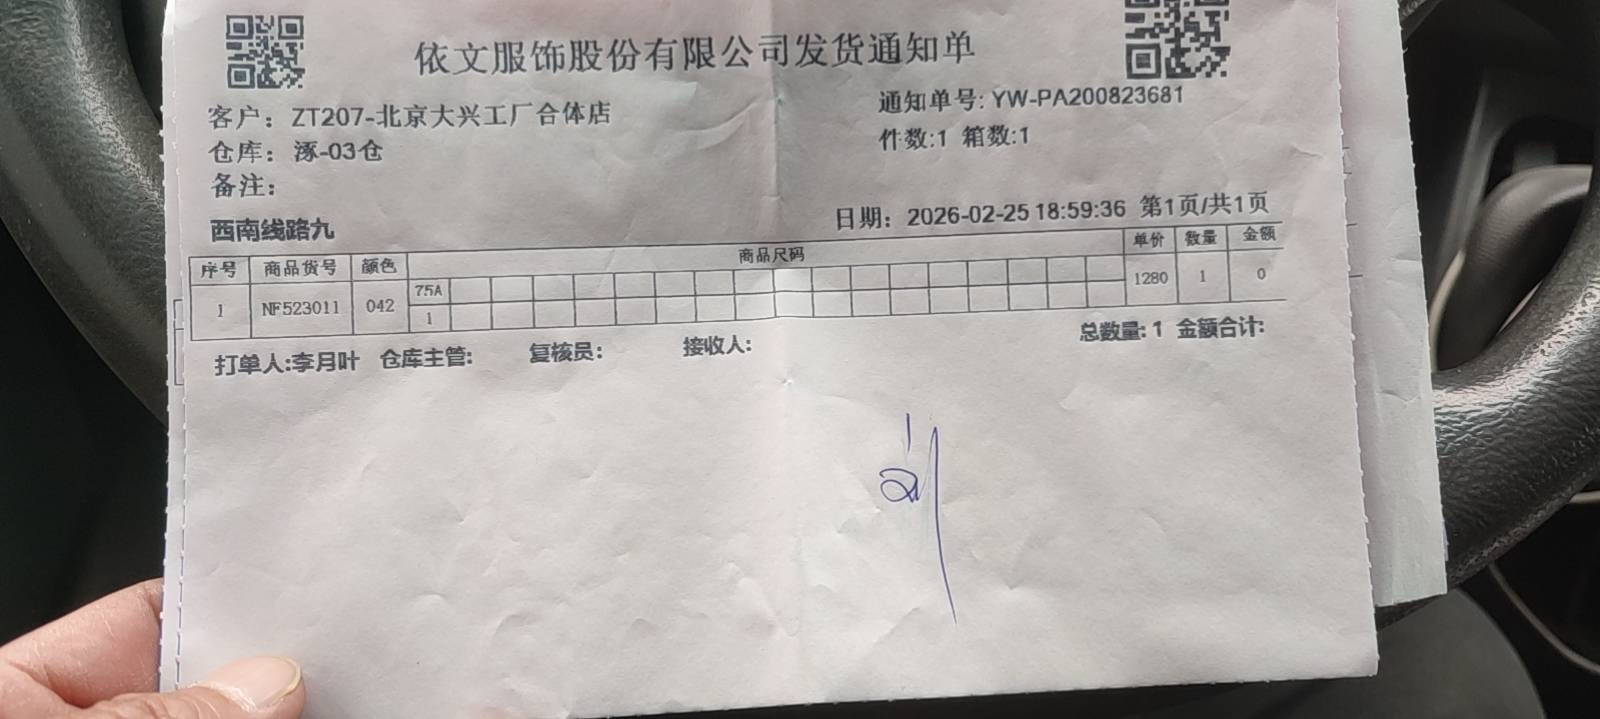 依文服饰股份有限公司发货通知单
客户：ZT207-北京大兴工厂合体店
通知单号: YW-PA200823681
仓库：涿-03仓
件数:1 箱数:1
备注：
西南线路九
日期：2026-02-25 18:59:36 第1页/共1页
序号 商品货号 颜色 商品尺码 单价 数量 金额
1 NF523011 042 75A 1280 1 0
1
打单人:李月叶 仓库主管: 复核员: 接收人: 总数量: 1 金额合计: